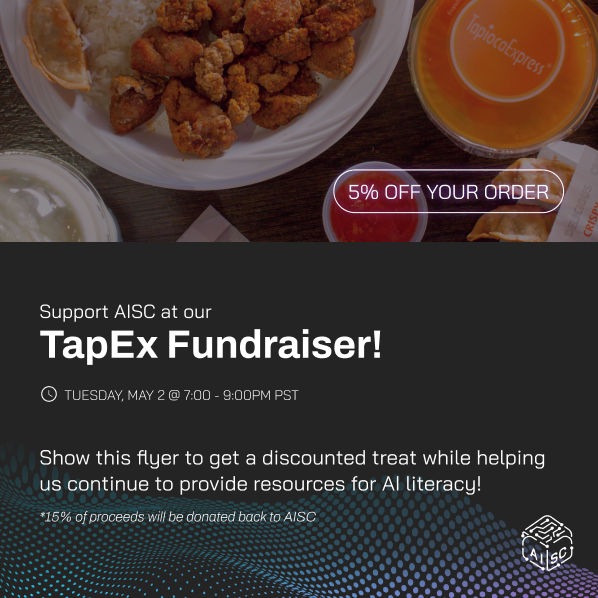 TapiocaExpress
5% OFF YOUR ORDER
CRISPY
Support AISC at our
TapEx Fundraiser!
TUESDAY, MAY 2 @ 7:00 - 9:00PM PST
Show this flyer to get a discounted treat while helping
us continue to provide resources for AI literacy!
*15% of proceeds will be donated back to AISC
AISC